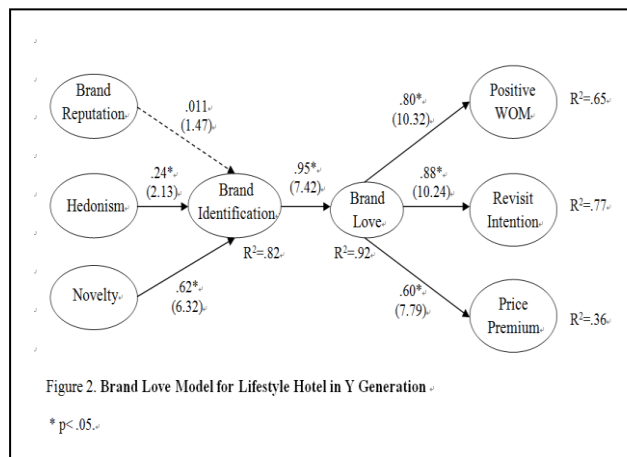 Brand
Reputation
.011
(1.47)
.80*
(10.32)
Positive
WOM
R²=.65
Hedonism
.24*
(2.13)
Brand
Identification
R²=.82
.95*
(7.42)
Brand
Love
R²=.92
.88*
(10.24)
Revisit
Intention
R²=.77
Novelty
.62*
(6.32)
.60*
(7.79)
Price
Premium
R²=.36
Figure 2. Brand Love Model for Lifestyle Hotel in Y Generation
* p< .05.